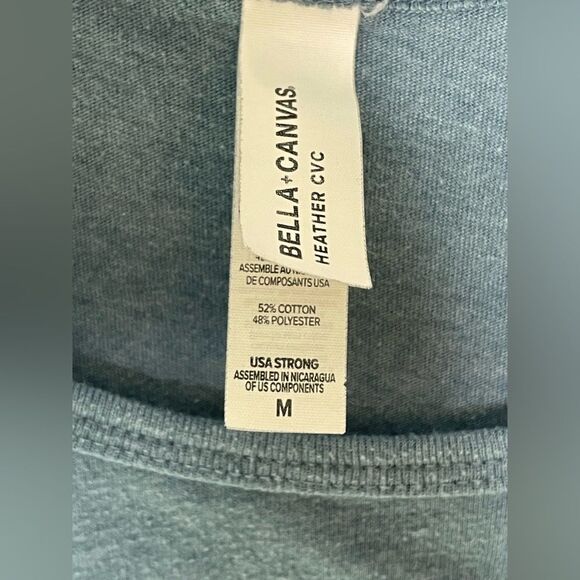 BELLA+CANVAS®
HEATHER CVC
ASSEMBLÉ AU
DE COMPOSANTS USA
52% COTTON
48% POLYESTER
USA STRONG
ASSEMBLED IN NICARAGUA
OF US COMPONENTS
M